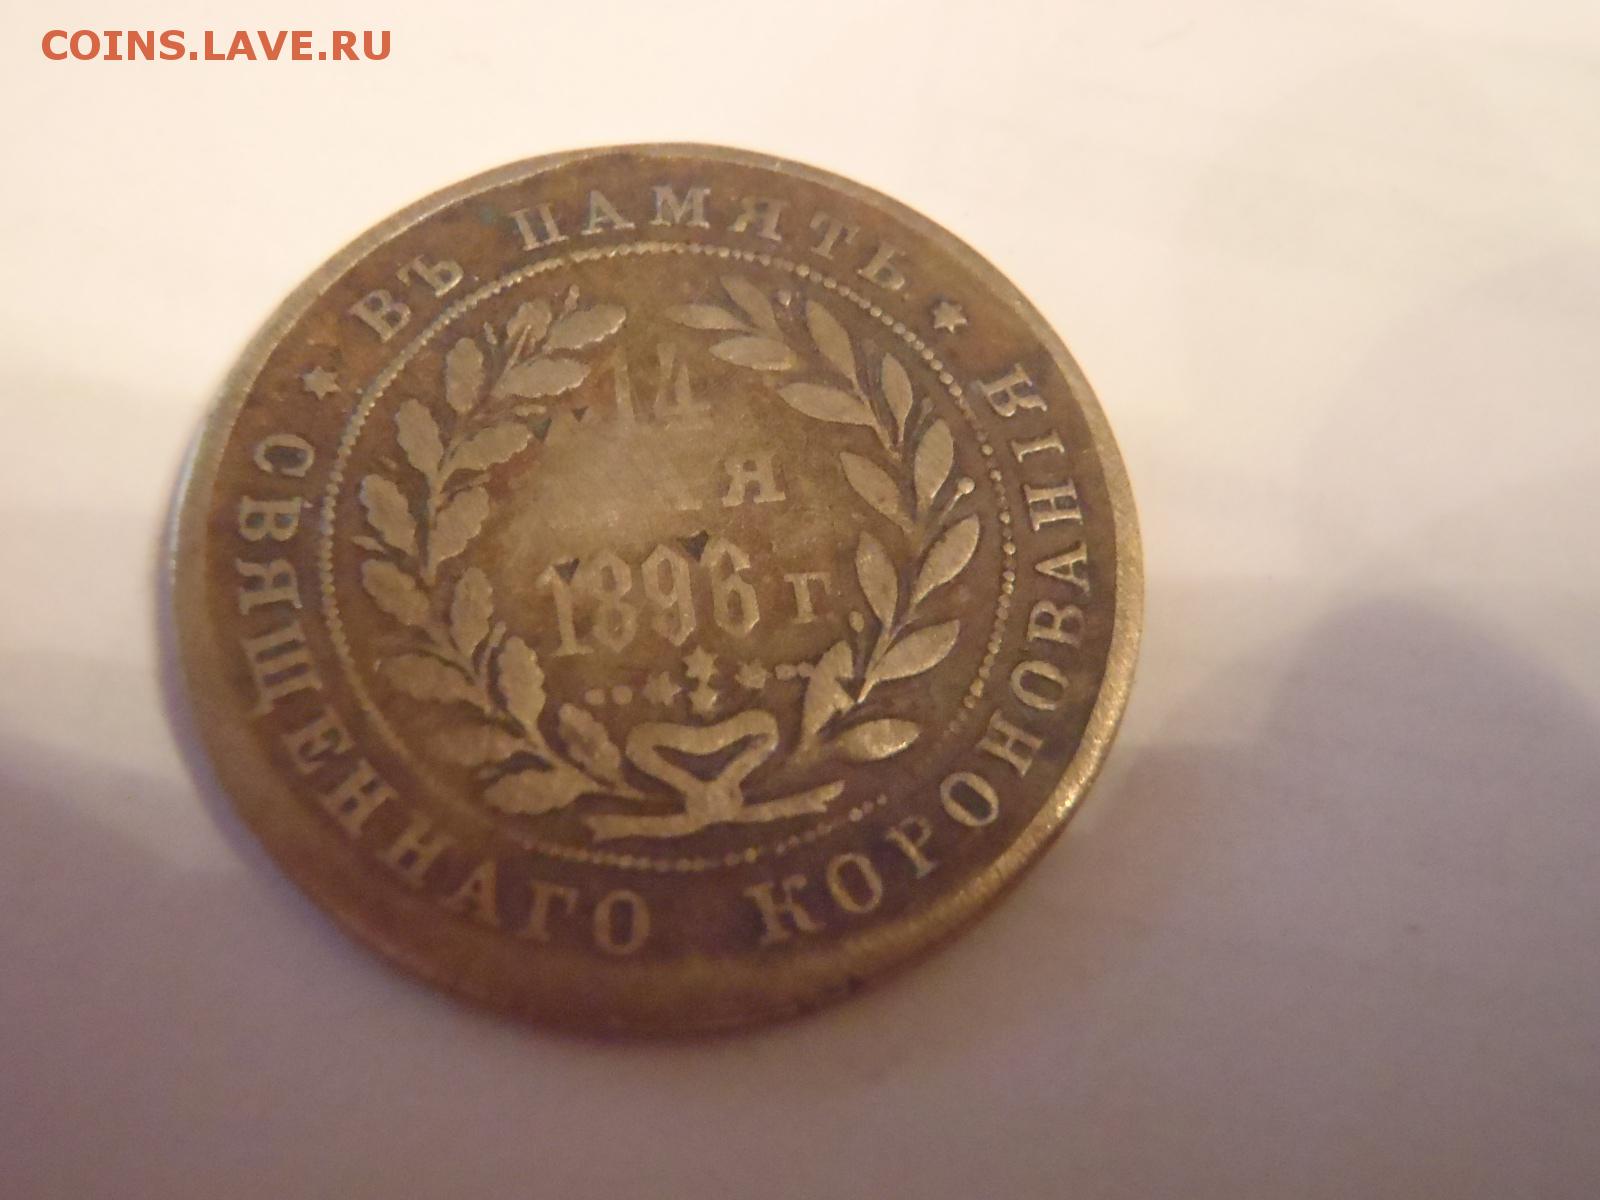 COINS.LAVE.RU
ВЪ ПАМЯТЬ
СВЯЩЕННАГО КОРОНОВАНІЯ
14
1896 г.